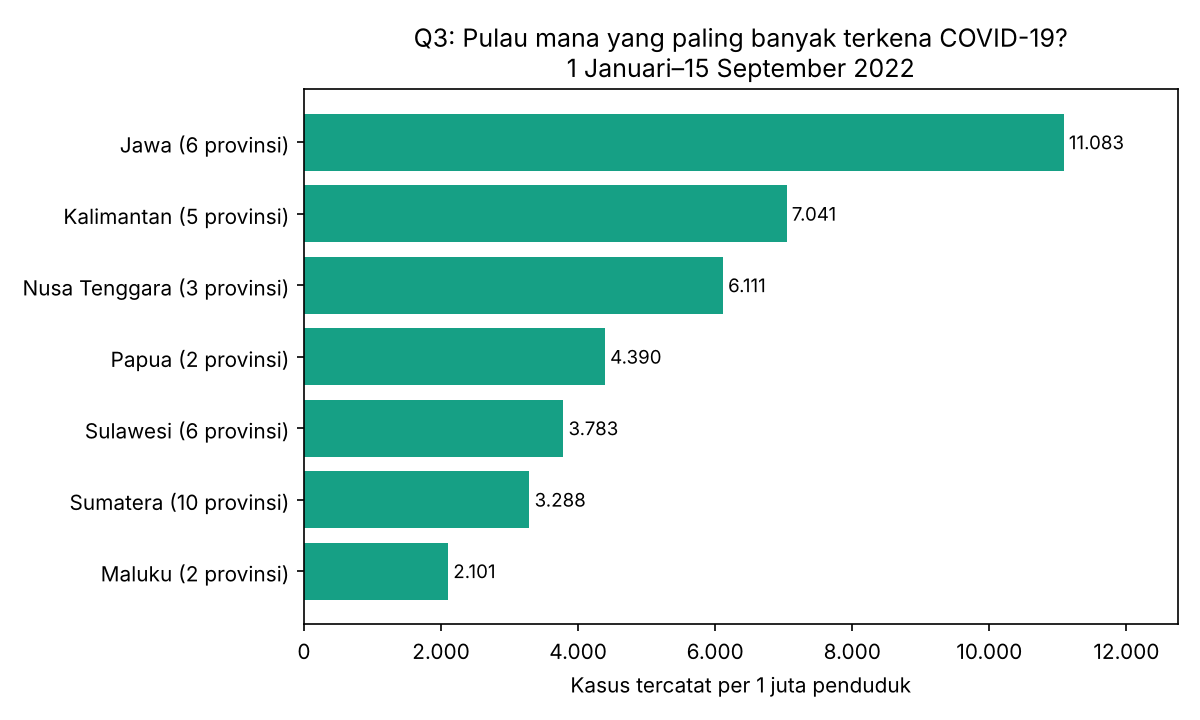 Q3: Pulau mana yang paling banyak terkena COVID-19?
1 Januari–15 September 2022
Jawa (6 provinsi)
11.083
Kalimantan (5 provinsi)
7.041
Nusa Tenggara (3 provinsi)
6.111
Papua (2 provinsi)
4.390
Sulawesi (6 provinsi)
3.783
Sumatera (10 provinsi)
3.288
Maluku (2 provinsi)
2.101
0 2.000 4.000 6.000 8.000 10.000 12.000
Kasus tercatat per 1 juta penduduk